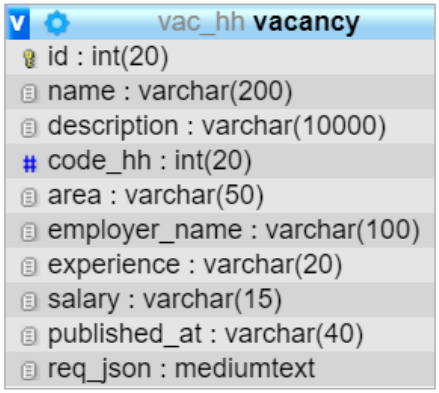 v vac_hh vacancy
id : int(20)
name : varchar(200)
description : varchar(10000)
# code_hh : int(20)
area : varchar(50)
employer_name : varchar(100)
experience : varchar(20)
salary : varchar(15)
published_at : varchar(40)
req_json : mediumtext